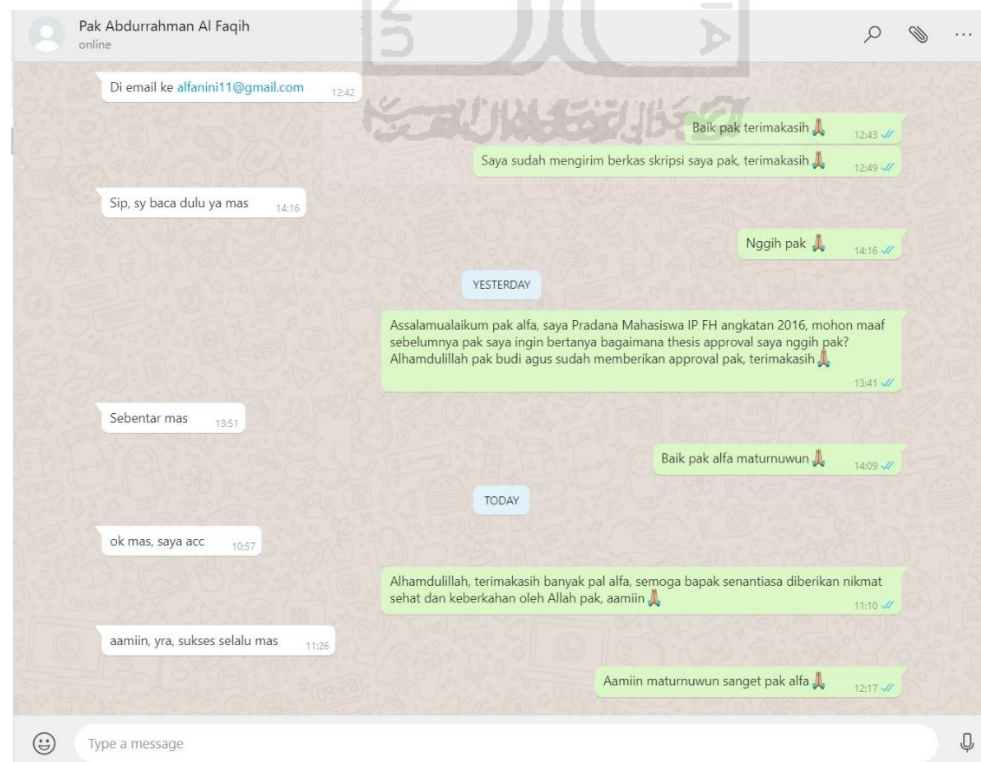 Pak Abdurrahman Al Faqih
online
Di email ke alfanini11@gmail.com
12:42
Baik pak terimakasih 🙏
12:43
Saya sudah mengirim berkas skripsi saya pak, terimakasih 🙏
12:49
Sip, sy baca dulu ya mas
14:16
Nggih pak 🙏
14:16
YESTERDAY
Assalamualaikum pak alfa, saya Pradana Mahasiswa IP FH angkatan 2016, mohon maaf
sebelumnya pak saya ingin bertanya bagaimana thesis approval saya nggih pak?
Alhamdulillah pak budi agus sudah memberikan approval pak, terimakasih 🙏
13:41
Sebentar mas
13:51
Baik pak alfa maturnuwun 🙏
14:09
TODAY
ok mas, saya acc
10:57
Alhamdulillah, terimakasih banyak pal alfa, semoga bapak senantiasa diberikan nikmat
sehat dan keberkahan oleh Allah pak, aamiin 🙏
11:10
aamiin, yra, sukses selalu mas
11:26
Aamiin maturnuwun sanget pak alfa 🙏
12:17
Type a message